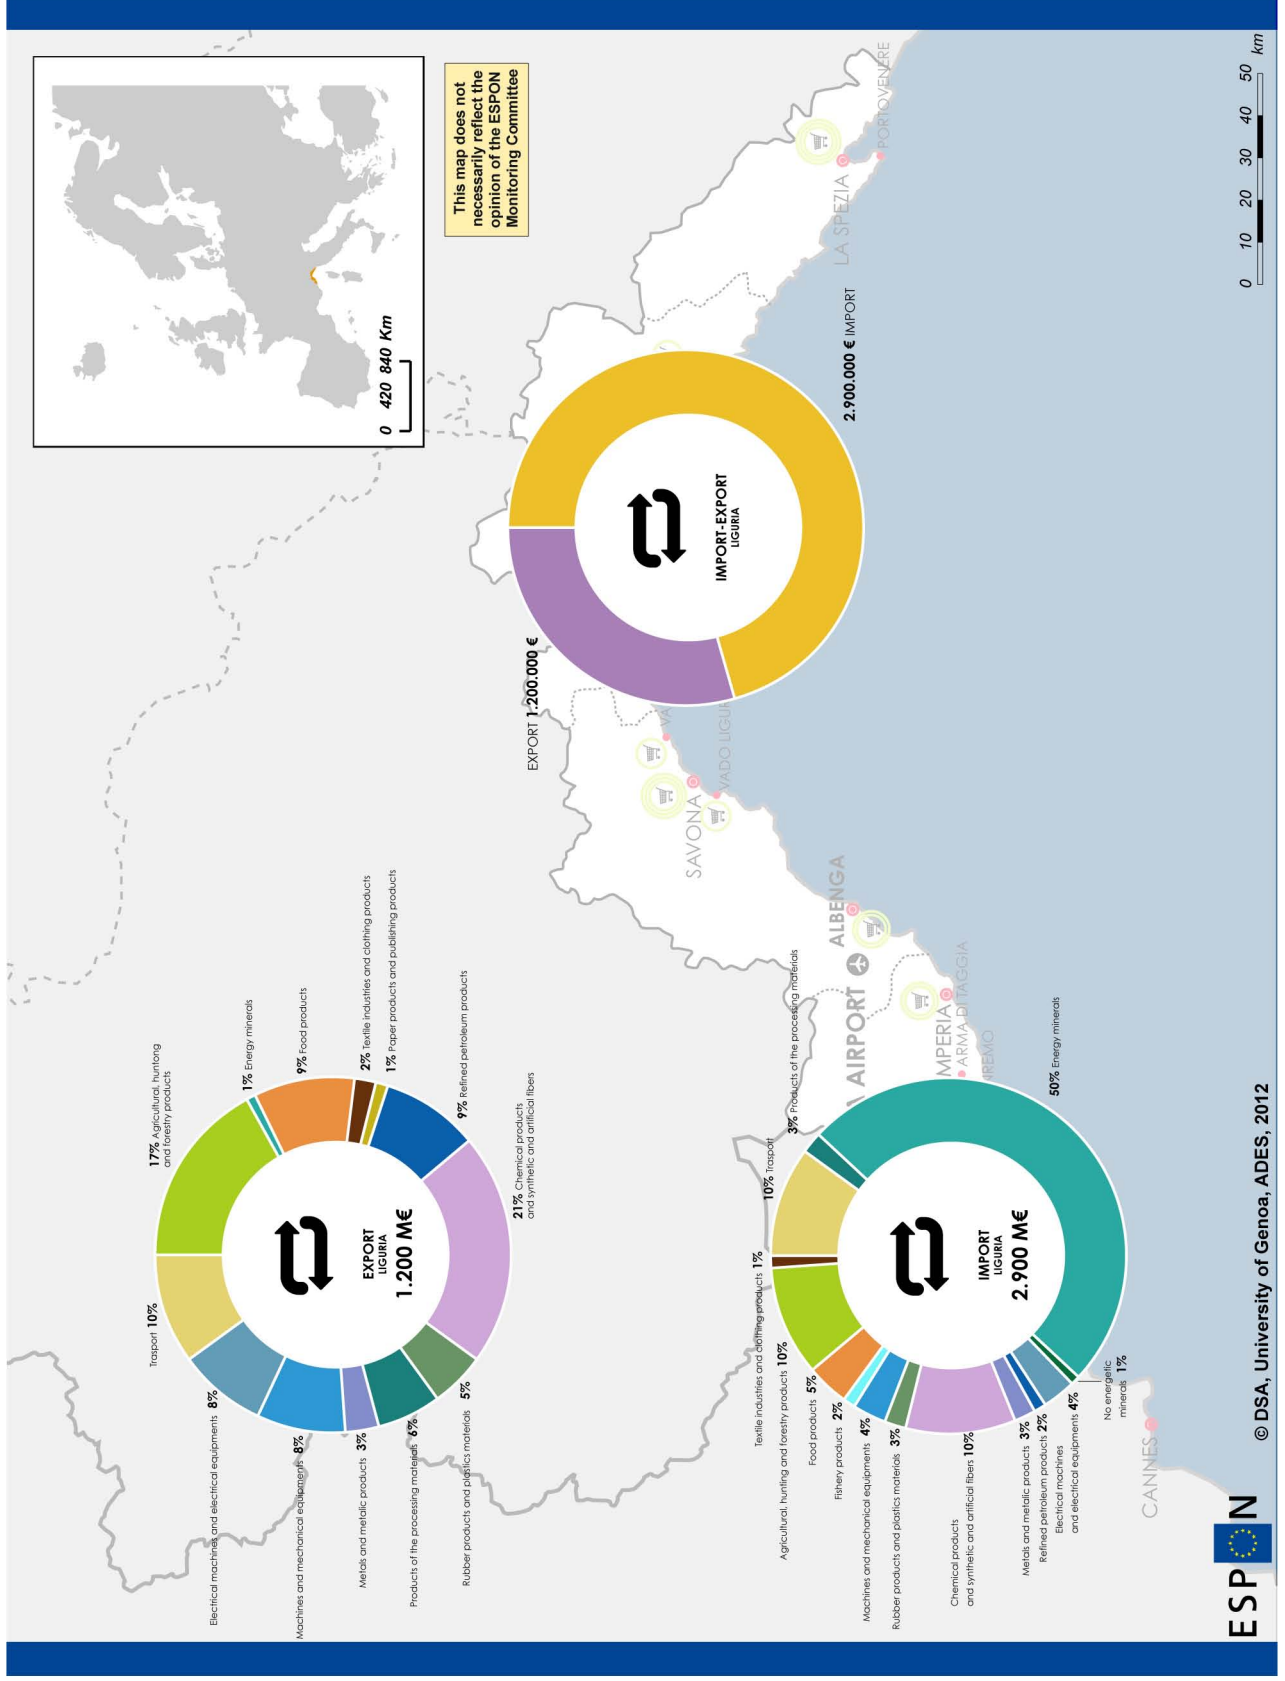 17% Agricultural, huntong
and forestry products
1% Energy minerals
9% Food products
2% Textile industries and clothing products
1% Paper products and publishing products
9% Refined petroleum products
21% Chemical products
and synthetic and artificial fibers
Rubber products and plastics materials 5%
Products of the processing materials 6%
Metals and metalic products 3%
Machines and mechanical equipments 8%
Electrical machines and electrical equipments 8%
Trasport 10%
EXPORT
LIGURIA
1.200 M€
0 420 840 Km
This map does not
necessarily reflect the
opinion of the ESPON
Monitoring Committee
EXPORT 1.200.000 €
IMPORT-EXPORT
LIGURIA
2.900.000 € IMPORT
VA
VADO LIGUR
SAVONA
LA SPEZIA
PORTOVENERE
ALBENGA
AIRPORT
MPERIA
ARMA DI TAGGIA
NREMO
CANNES
Textile industries and clothing products 1%
10% Trasport
3% Products of the processing materials
50% Energy minerals
Agricultural, hunting and forestry products 10%
Food products 5%
Fishery products 2%
Machines and mechanical equipments 4%
Rubber products and plastics materials 3%
Chemical products
and synthetic and artificial fibers 10%
Metals and metalic products 3%
Refined petroleum products 2%
Electrical machines
and electrical equipments 4%
No energetic
minerals 1%
IMPORT
LIGURIA
2.900 M€
ESPON
© DSA, University of Genoa, ADES, 2012
0 10 20 30 40 50 km